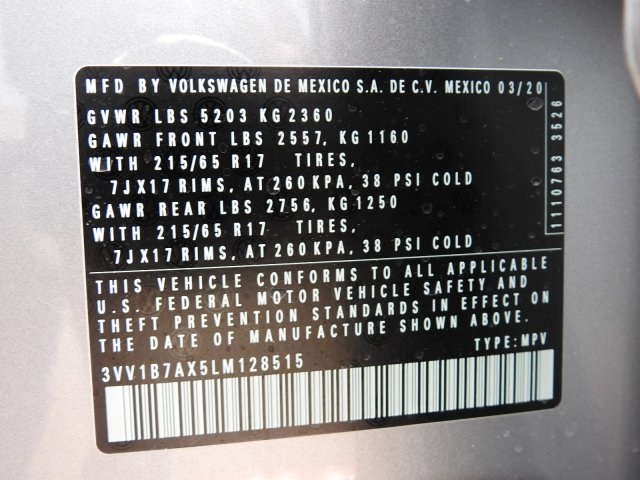 MFD BY VOLKSWAGEN DE MEXICO S.A. DE C.V. MEXICO 03/20
GVWR LBS 5203 KG 2360
GAWR FRONT LBS 2557, KG 1160
WITH 215/65 R17 TIRES,
7JX17 RIMS, AT 260 KPA, 38 PSI COLD
GAWR REAR LBS 2756, KG 1250
WITH 215/65 R17 TIRES,
7JX17 RIMS, AT 260 KPA, 38 PSI COLD
1110763 3526
THIS VEHICLE CONFORMS TO ALL APPLICABLE
U.S. FEDERAL MOTOR VEHICLE SAFETY AND
THEFT PREVENTION STANDARDS IN EFFECT ON
THE DATE OF MANUFACTURE SHOWN ABOVE.
3VV1B7AX5LM128515 TYPE: MPV